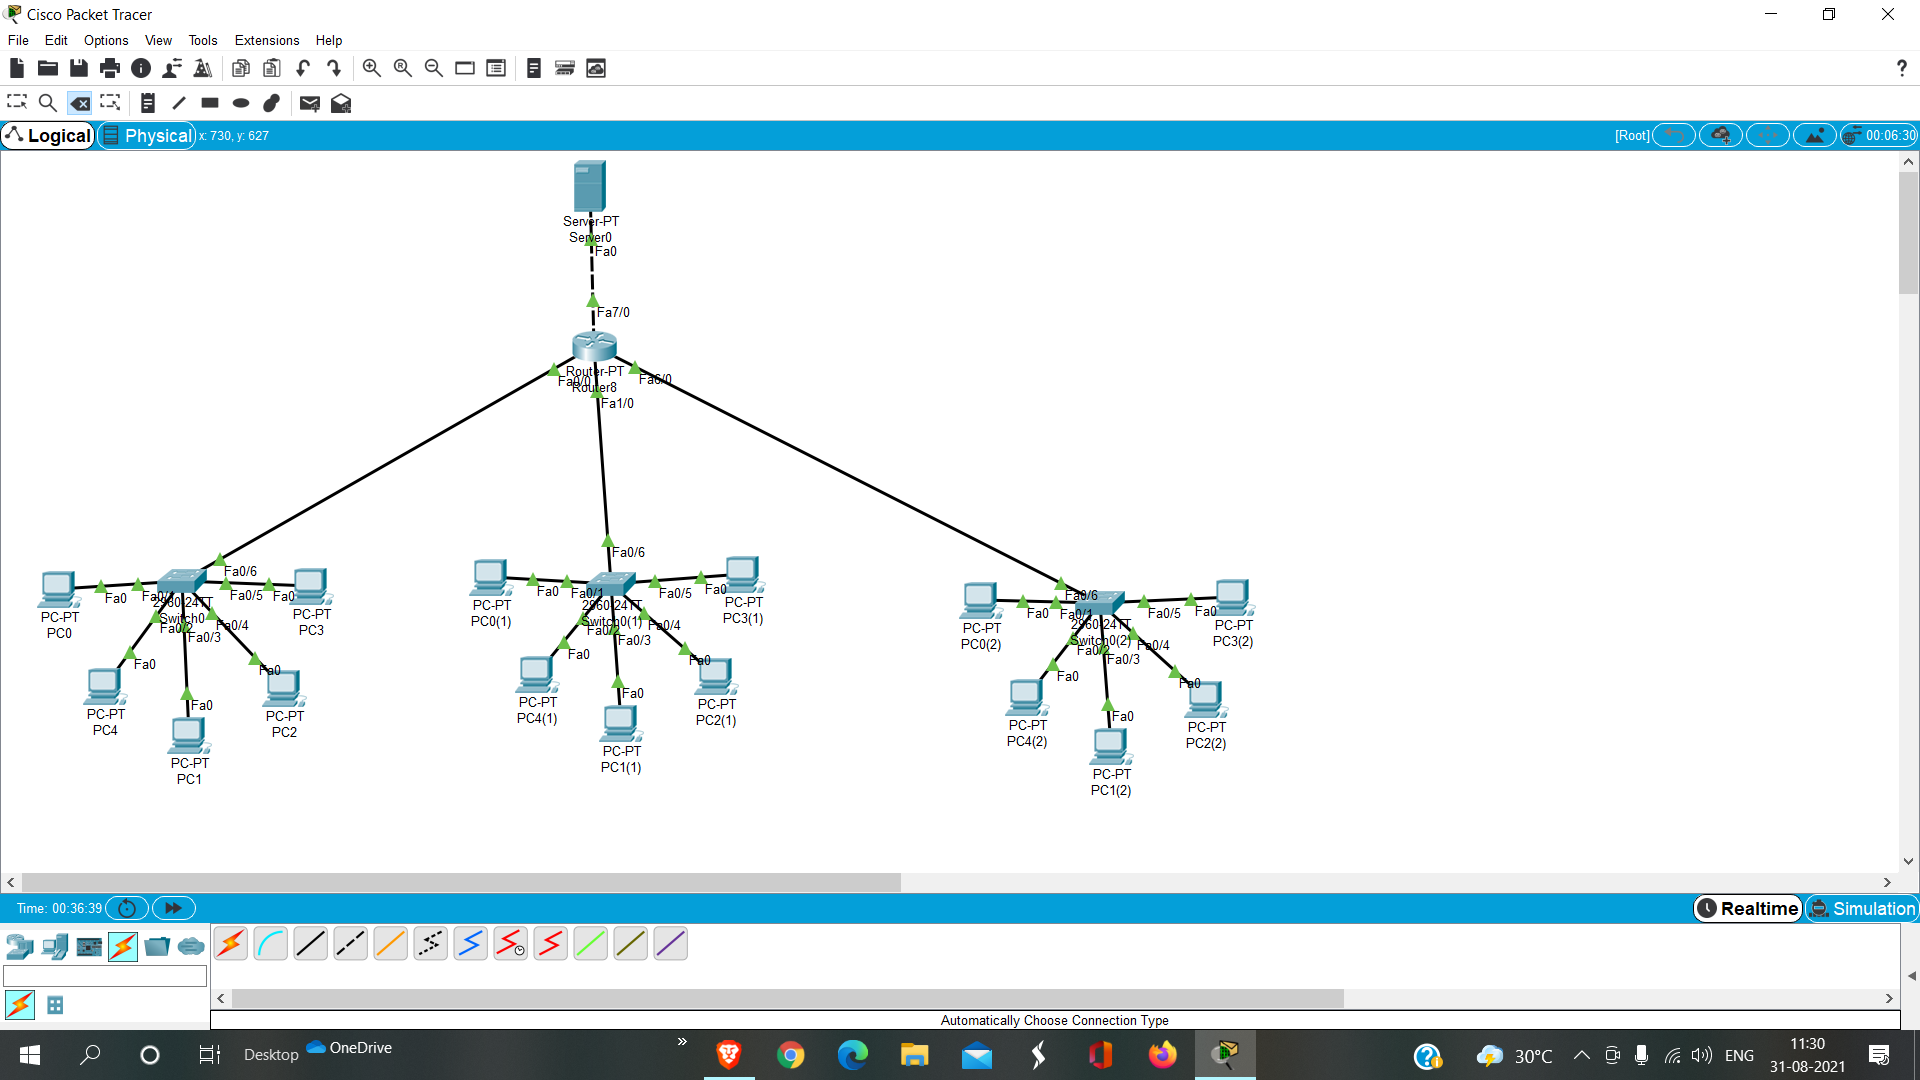 Cisco Packet Tracer
File Edit Options View Tools Extensions Help
Logical Physical x: 730, y: 627 [Root] 00:06:30
Server-PT
Server0
Fa0
Fa7/0
Router-PT
Router8
Fa0/0
Fa6/0
Fa1/0
Fa0/6
Fa0
2960-24TT
Switch0
Fa0/5
Fa0
Fa0/2
Fa0/3
Fa0/4
PC-PT
PC0
PC-PT
PC3
Fa0
Fa0
Fa0
PC-PT
PC4
PC-PT
PC2
PC-PT
PC1
Fa0/6
Fa0
Fa0/1
2960-24TT
Switch0(1)
Fa0/5
Fa0
Fa0/2
Fa0/3
Fa0/4
PC-PT
PC0(1)
PC-PT
PC3(1)
Fa0
Fa0
Fa0
PC-PT
PC4(1)
PC-PT
PC2(1)
PC-PT
PC1(1)
Fa0/6
Fa0
Fa0/1
2960-24TT
Switch0(2)
Fa0/5
Fa0
Fa0/2
Fa0/3
Fa0/4
PC-PT
PC0(2)
PC-PT
PC3(2)
Fa0
Fa0
Fa0
PC-PT
PC4(2)
PC-PT
PC2(2)
PC-PT
PC1(2)
Time: 00:36:39 Realtime Simulation
Automatically Choose Connection Type
Desktop OneDrive 30°C ENG 11:30
31-08-2021